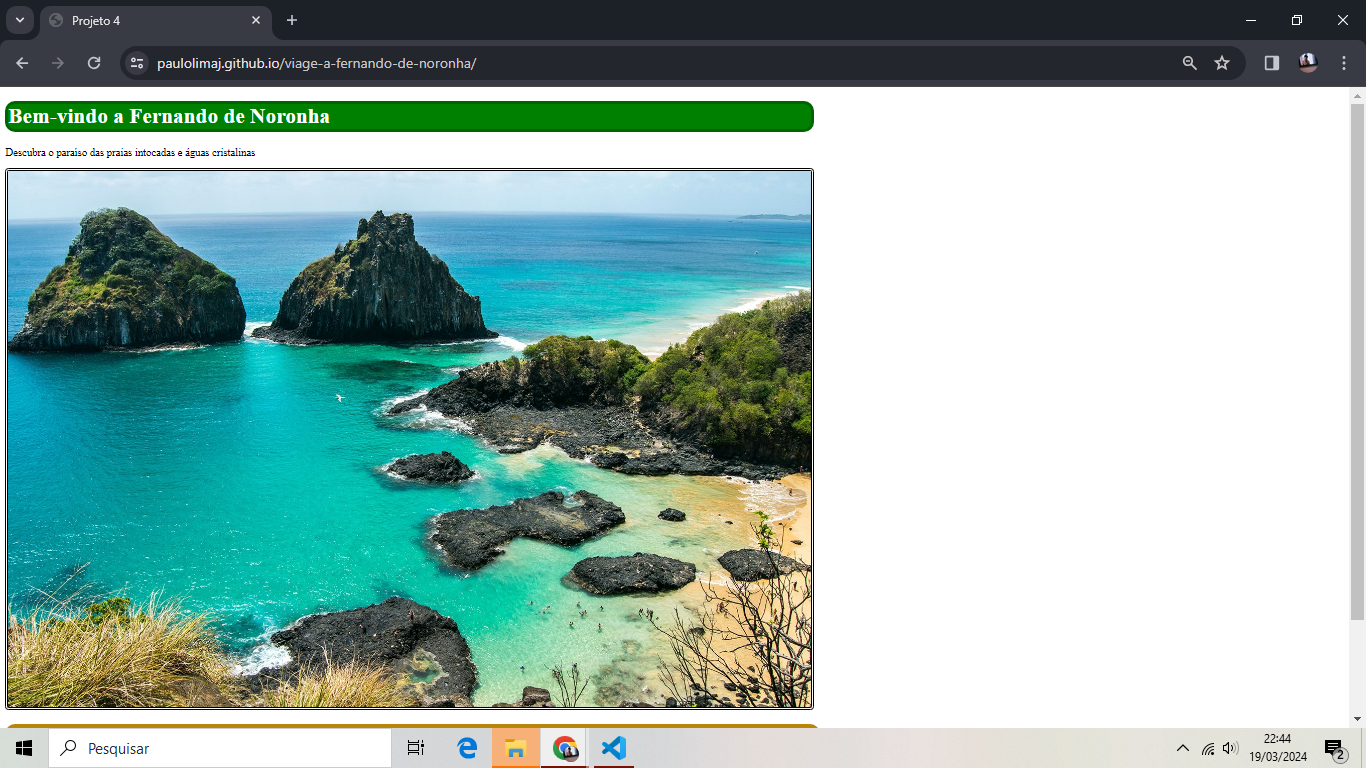 Projeto 4
paulolimaj.github.io/viage-a-fernando-de-noronha/
Bem-vindo a Fernando de Noronha
Descubra o paraiso das praias intocadas e águas cristalinas
Pesquisar
22:44
19/03/2024
2